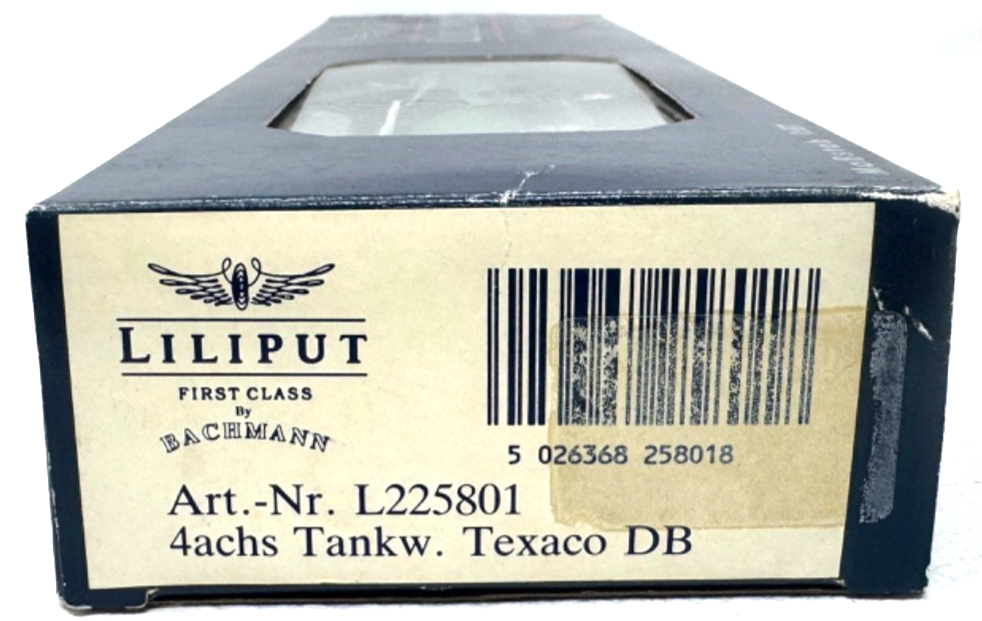 LILIPUT
FIRST CLASS
By
BACHMANN
5 026368 258018
Art.-Nr. L225801
4achs Tankw. Texaco DB